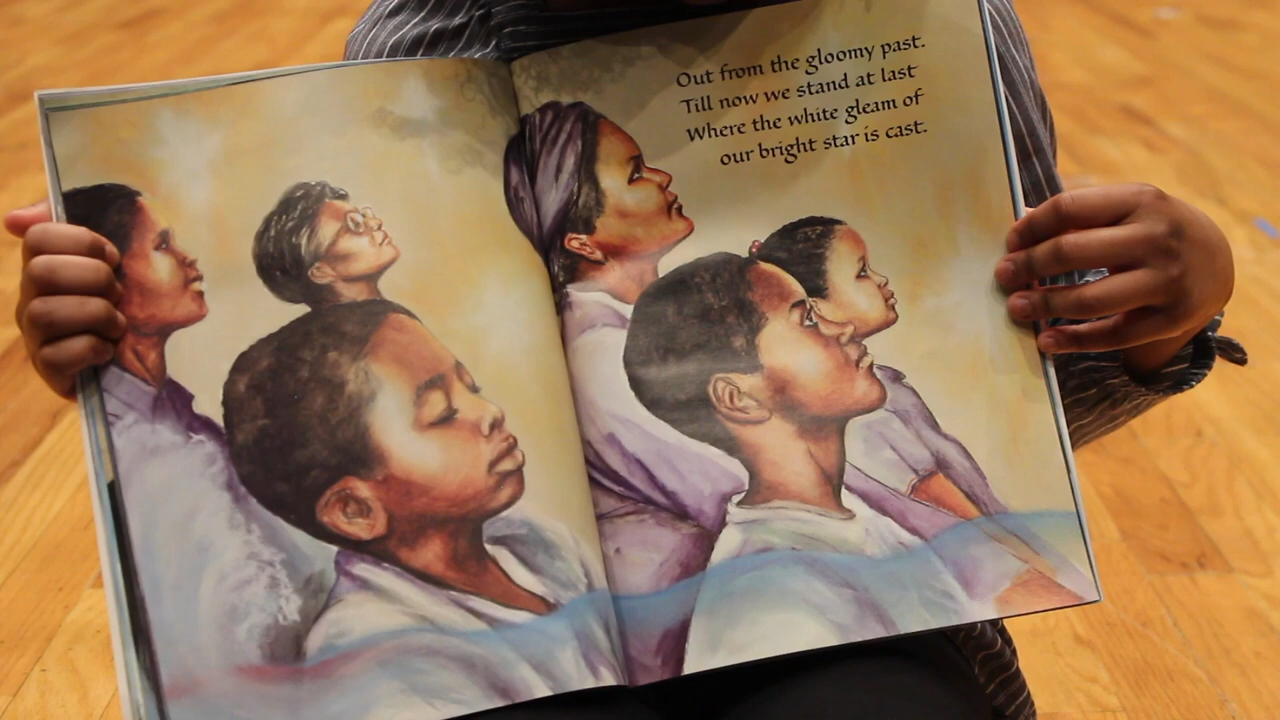 Out from the gloomy past.
Till now we stand at last
Where the white gleam of
our bright star is cast.